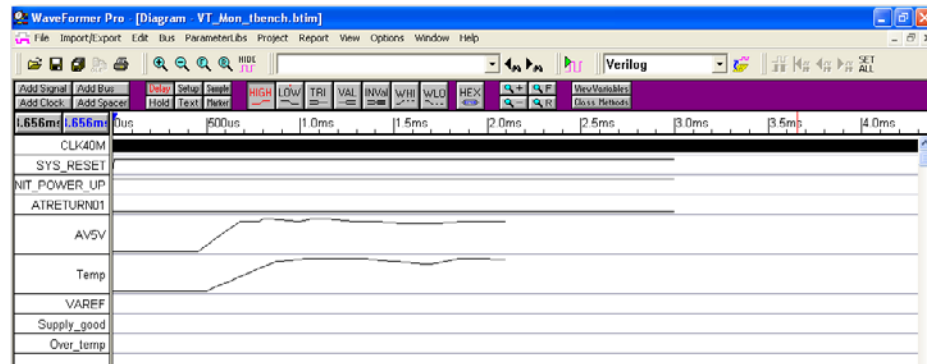 WaveFormer Pro - [Diagram - VT_Mon_tbench.btim]
File Import/Export Edit Bus ParameterLibs Project Report View Options Window Help
HIDE Verilog SET ALL
Add Signal Add Bus Delay Setup Sample HIGH LOW TRI VAL INVal WHI WLO HEX + F View Variables
Add Clock Add Spacer Hold Text Marker - R Class Methods
1.656ms 1.656ms 0us 500us 1.0ms 1.5ms 2.0ms 2.5ms 3.0ms 3.5ms 4.0ms
CLK40M
SYS_RESET
NIT_POWER_UP
ATRETURN01
AV5V
Temp
VAREF
Supply_good
Over_temp